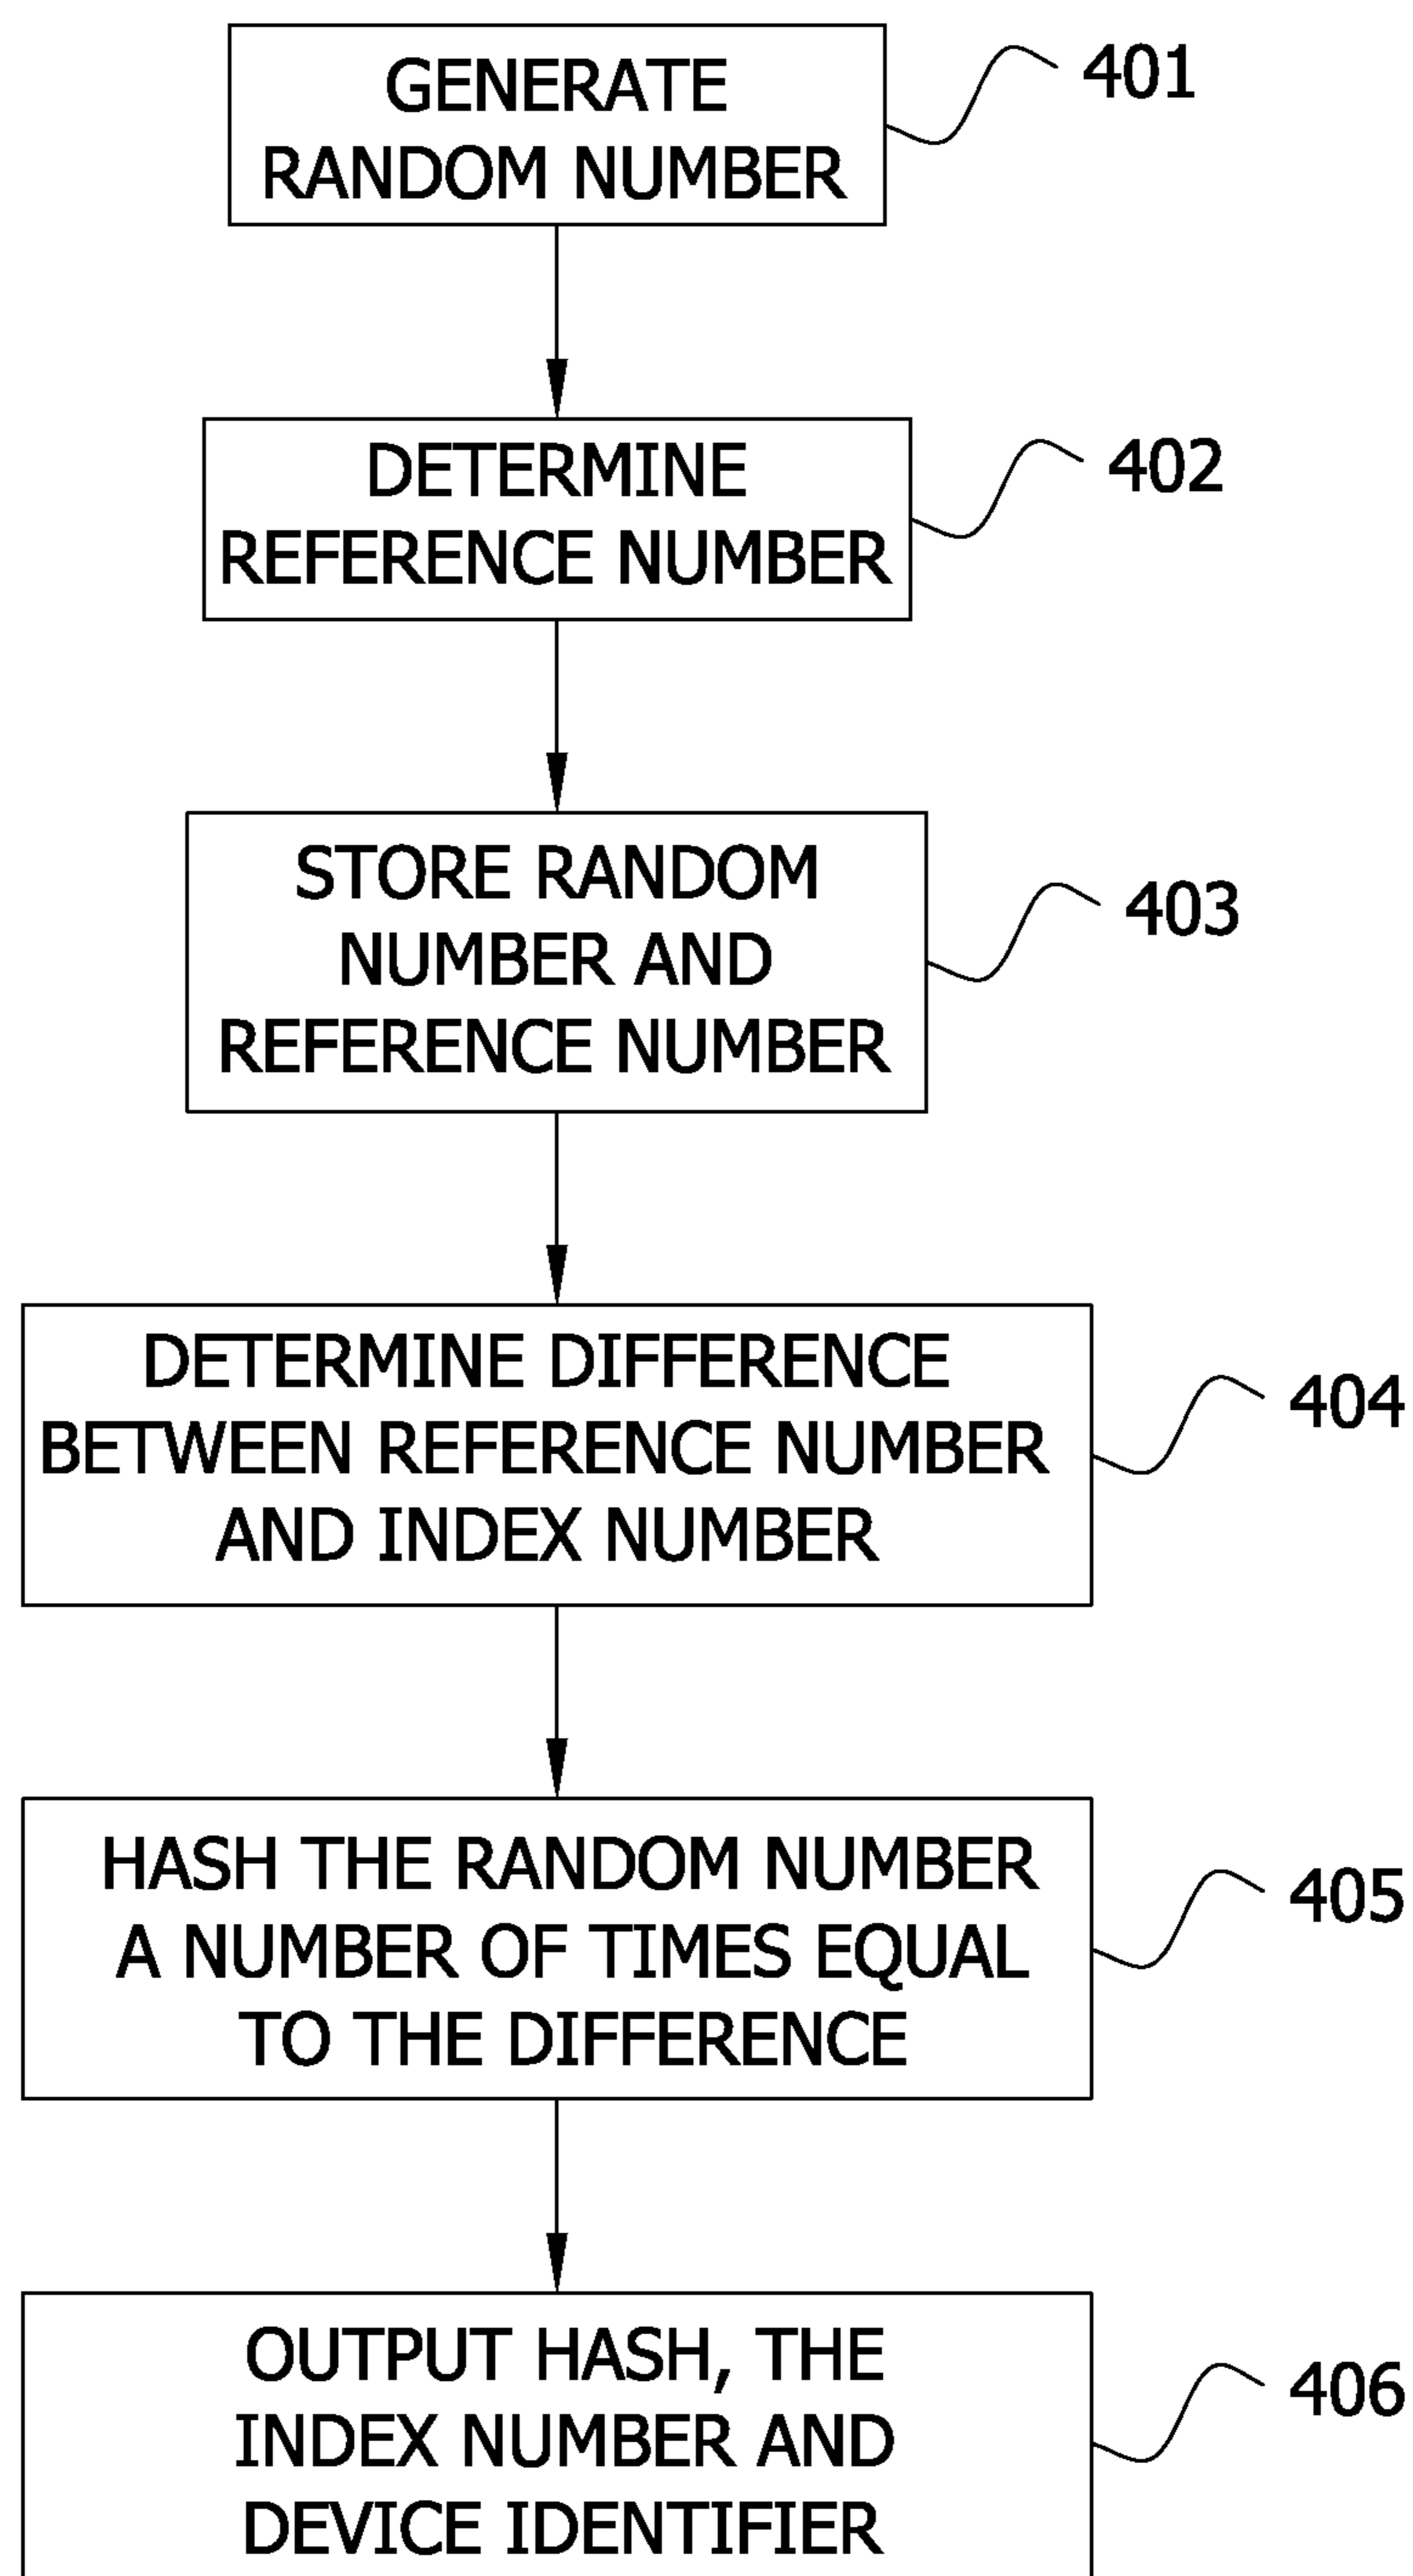 GENERATE
RANDOM NUMBER
401
DETERMINE
REFERENCE NUMBER
402
STORE RANDOM
NUMBER AND
REFERENCE NUMBER
403
DETERMINE DIFFERENCE
BETWEEN REFERENCE NUMBER
AND INDEX NUMBER
404
HASH THE RANDOM NUMBER
A NUMBER OF TIMES EQUAL
TO THE DIFFERENCE
405
OUTPUT HASH, THE
INDEX NUMBER AND
DEVICE IDENTIFIER
406